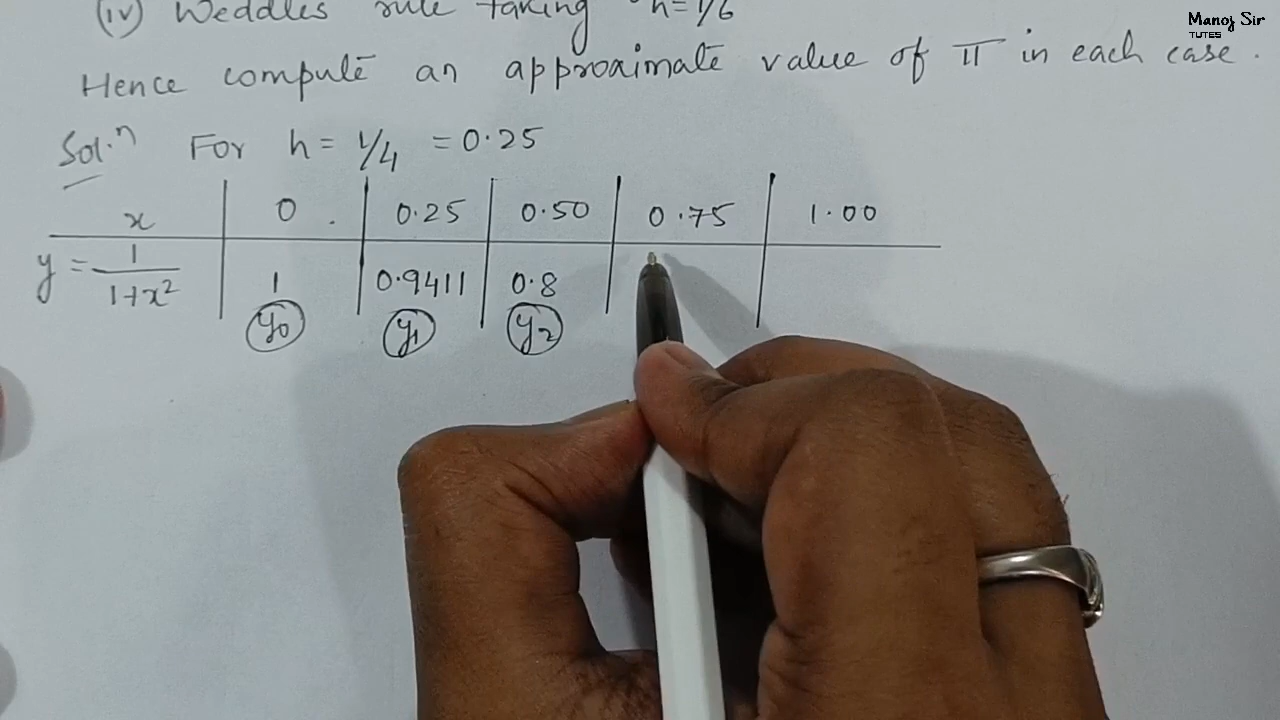 Manoj Sir
TUTES
(iv) Weddles rule taking h=1/6
Hence compute an approximate value of π in each case.
Sol.ⁿ For h = 1/4 = 0.25
x 0 . 0.25 0.50 0.75 1.00
y = 1/(1+x²) 1 0.9411 0.8
y₀ y₁ y₂